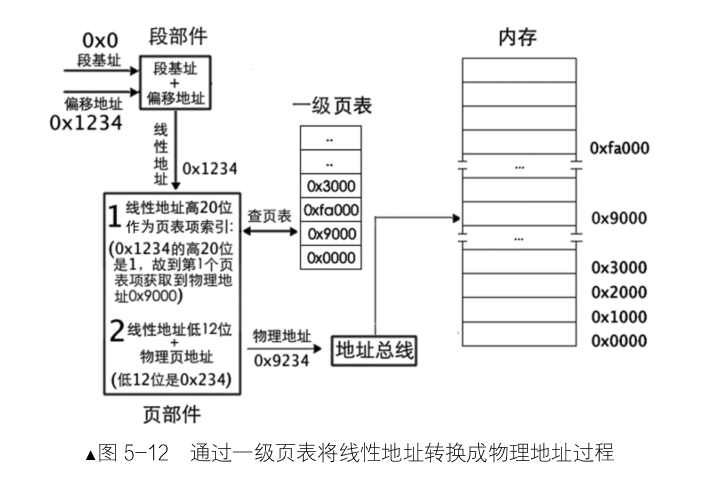 0x0
段基址
偏移地址
0x1234
段部件
段基址
+
偏移地址
线性地址
0x1234
1 线性地址高20位
作为页表项索引:
(0x1234的高20位
是1，故到第1个页
表项获取到物理地
址0x9000)
2 线性地址低12位
+
物理页地址
(低12位是0x234)
页部件
查页表
一级页表
..
..
0x3000
0xfa000
0x9000
0x0000
物理地址
0x9234
地址总线
内存
0xfa000
...
0x9000
...
0x3000
0x2000
0x1000
0x0000
▲图 5-12 通过一级页表将线性地址转换成物理地址过程